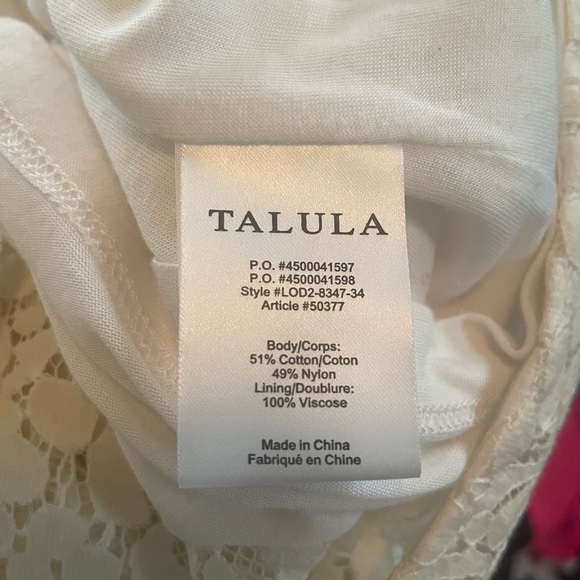 TALULA
P.O. #4500041597
P.O. #4500041598
Style #LOD2-8347-34
Article #50377
Body/Corps:
51% Cotton/Coton
49% Nylon
Lining/Doublure:
100% Viscose
Made in China
Fabriqué en Chine